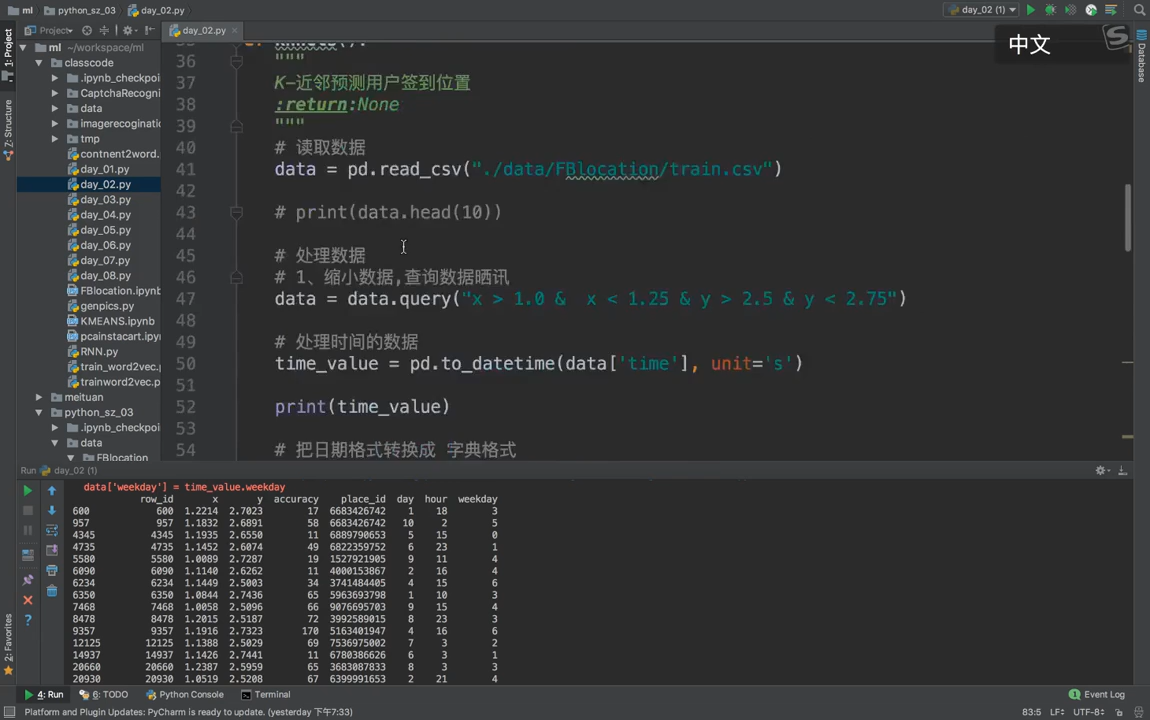 ml
python_sz_03
day_02.py
day_02 (1)
Project
day_02.py
中文
1: Project
Z: Structure
2: Favorites
Database
ml ~/workspace/ml
classcode
.ipynb_checkpoi
CaptchaRecogni
data
imagerecoginatio
tmp
contnent2word.
day_01.py
day_02.py
day_03.py
day_04.py
day_05.py
day_06.py
day_07.py
day_08.py
FBlocation.ipynb
genpics.py
KMEANS.ipynb
pcainstacart.ipyn
RNN.py
train_word2vec.p
trainword2vec.p
meituan
python_sz_03
.ipynb_checkpoi
data
FBlocation
36 """
37 K-近邻预测用户签到位置
38 :return:None
39 """
40 # 读取数据
41 data = pd.read_csv("./data/FBlocation/train.csv")
42
43 # print(data.head(10))
44
45 # 处理数据
46 # 1、缩小数据,查询数据晒讯
47 data = data.query("x > 1.0 &  x < 1.25 & y > 2.5 & y < 2.75")
48
49 # 处理时间的数据
50 time_value = pd.to_datetime(data['time'], unit='s')
51
52 print(time_value)
53
54 # 把日期格式转换成 字典格式
Run day_02 (1)
data['weekday'] = time_value.weekday
row_id x y accuracy place_id day hour weekday
600 600 1.2214 2.7023 17 6683426742 1 18 3
957 957 1.1832 2.6891 58 6683426742 10 2 5
4345 4345 1.1935 2.6550 11 6889790653 5 15 0
4735 4735 1.1452 2.6074 49 6822359752 6 23 1
5580 5580 1.0089 2.7287 19 1527921905 9 11 4
6090 6090 1.1140 2.6262 11 4000153867 2 16 4
6234 6234 1.1449 2.5003 34 3741484405 4 15 6
6350 6350 1.0844 2.7436 65 5963693798 1 10 3
7468 7468 1.0058 2.5096 66 9076695703 9 15 4
8478 8478 1.2015 2.5187 72 3992589015 8 23 3
9357 9357 1.1916 2.7323 170 5163401947 4 16 6
12125 12125 1.1388 2.5029 69 7536975002 7 3 2
14937 14937 1.1426 2.7441 11 6780386626 6 3 1
20660 20660 1.2387 2.5959 65 3683087833 8 3 3
20930 20930 1.0519 2.5208 67 6399991653 2 21 4
4: Run
6: TODO
Python Console
Terminal
Event Log
Platform and Plugin Updates: PyCharm is ready to update. (yesterday 下午7:33)
83:5 LF÷ UTF-8÷